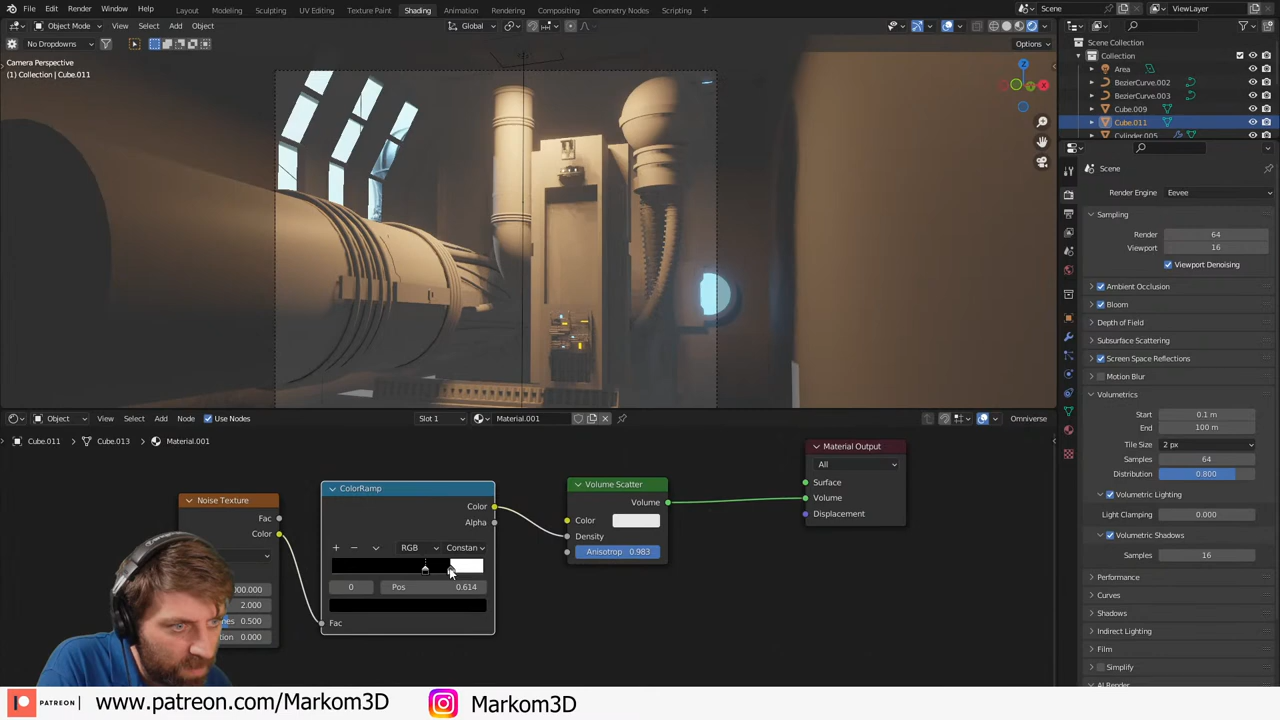 File Edit Render Window Help Layout Modeling Sculpting UV Editing Texture Paint Shading Animation Rendering Compositing Geometry Nodes Scripting Scene ViewLayer
Object Mode View Select Add Object Global
No Dropdowns Options
Camera Perspective
(1) Collection | Cube.011
X
Z
Scene Collection
Collection
Area
BezierCurve.002
BezierCurve.003
Cube.009
Cube.011
Cylinder.005
Scene
Render Engine Eevee
Sampling
Render 64
Viewport 16
Viewport Denoising
Ambient Occlusion
Bloom
Depth of Field
Subsurface Scattering
Screen Space Reflections
Motion Blur
Volumetrics
Start 0.1 m
End 100 m
Tile Size 2 px
Samples 64
Distribution 0.800
Volumetric Lighting
Light Clamping 0.000
Volumetric Shadows
Samples 16
Performance
Curves
Shadows
Indirect Lighting
Film
Simplify
Object View Select Add Node Use Nodes Slot 1 Material.001 Omniverse
Cube.011 Cube.013 Material.001
Noise Texture
Fac
Color
000.000
2.000
0.500
0.000
ColorRamp
Color
Alpha
RGB Constan
0 Pos 0.614
Fac
Volume Scatter
Volume
Color
Density
Anisotrop 0.983
Material Output
All
Surface
Volume
Displacement
PATREON www.patreon.com/Markom3D Markom3D